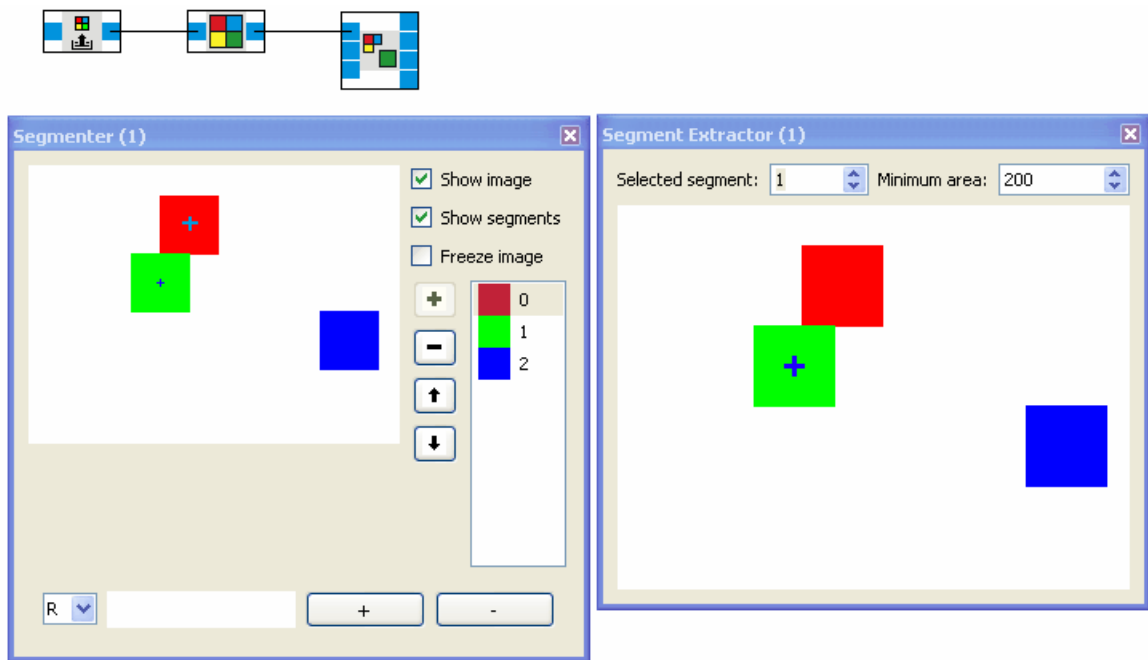 Segmenter (1)
Show image
Show segments
Freeze image
0
1
2
R
+
-
Segment Extractor (1)
Selected segment: 1 Minimum area: 200